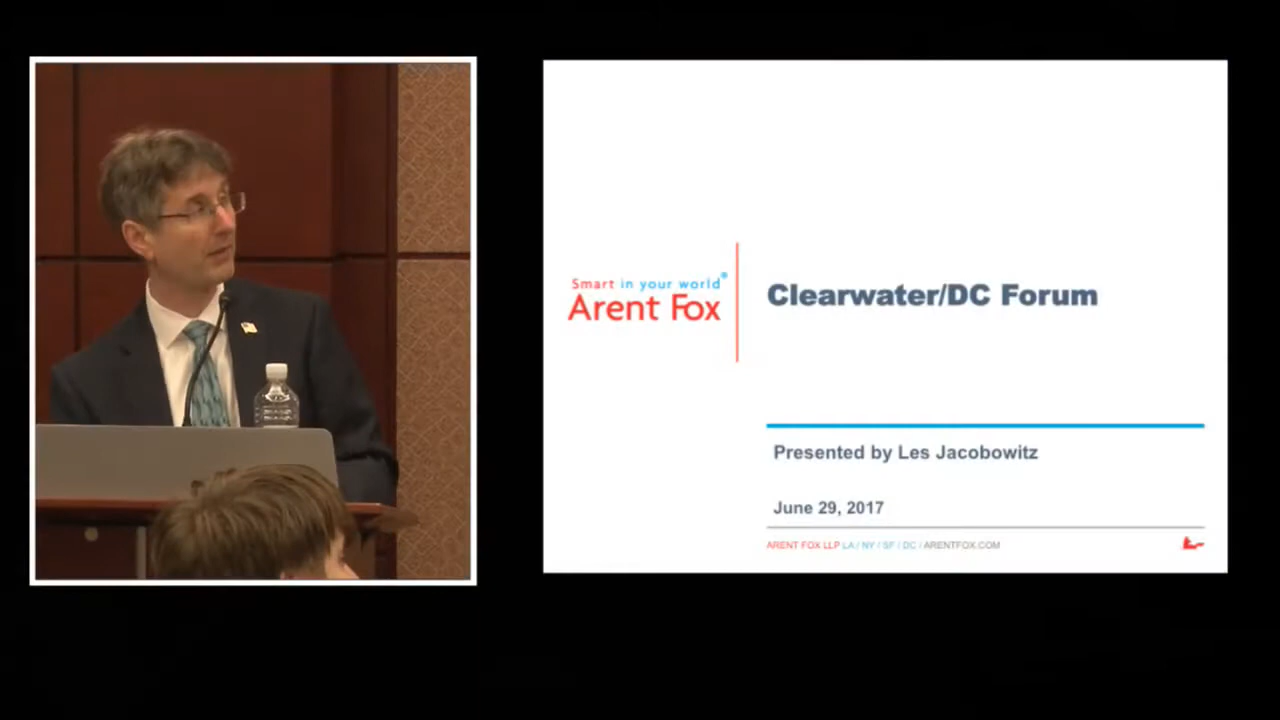 Smart in your world®
Arent Fox
Clearwater/DC Forum
Presented by Les Jacobowitz
June 29, 2017
ARENT FOX LLP LA / NY / SF / DC / ARENTFOX.COM